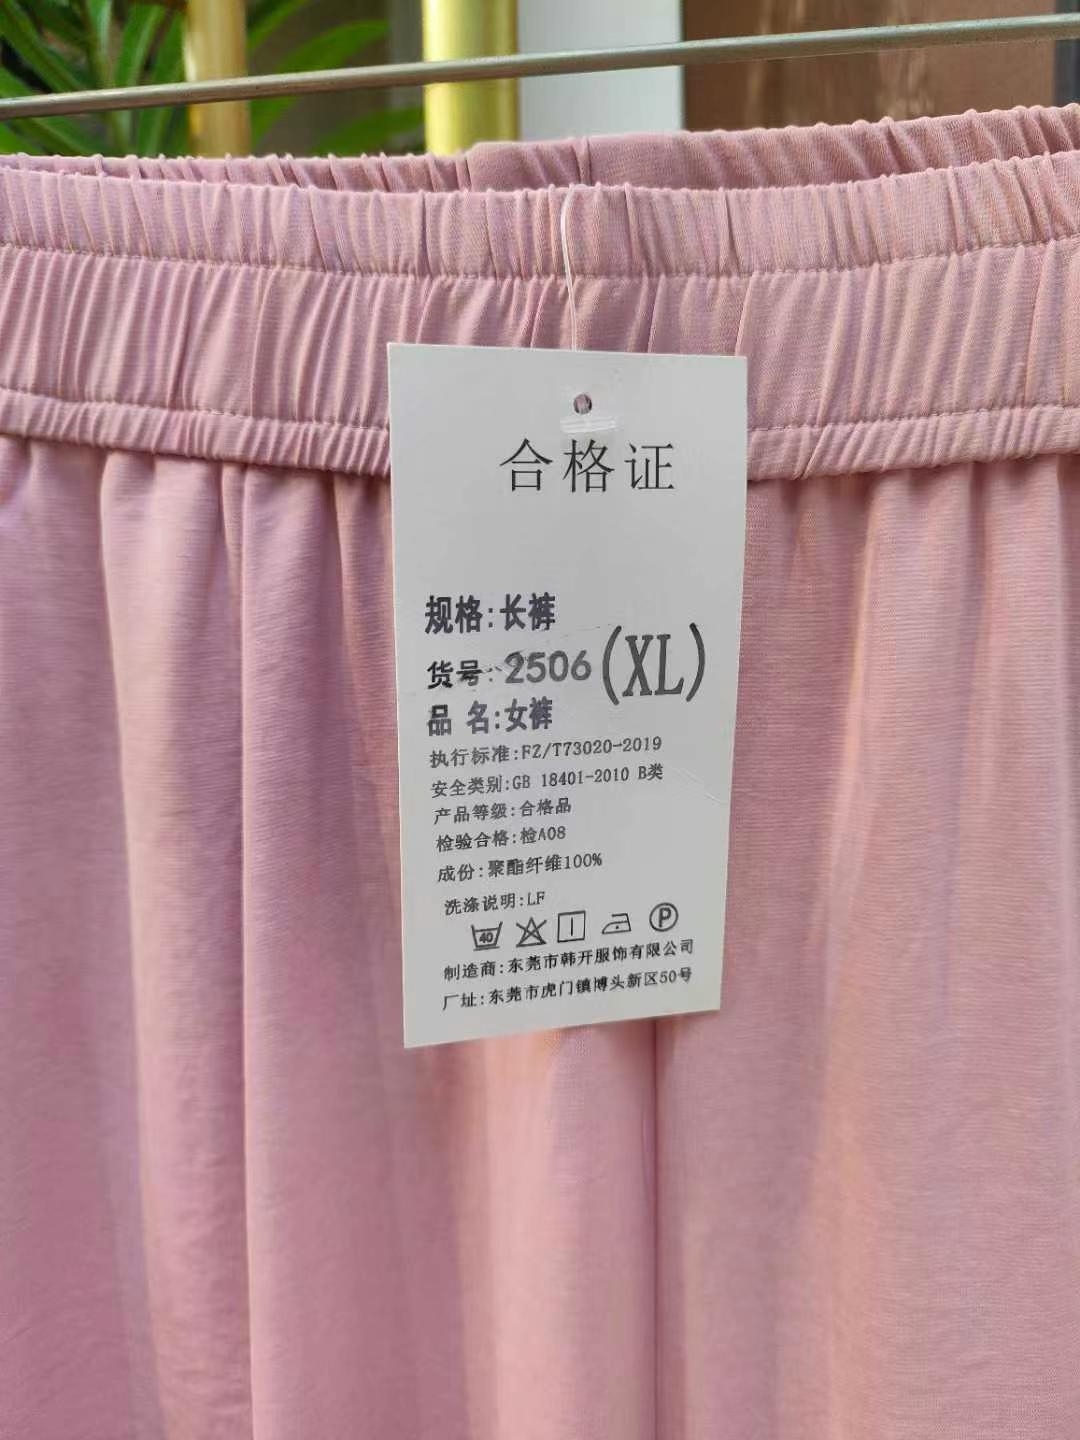 合格证
规格:长裤
货号:2506(XL)
品 名:女裤
执行标准:FZ/T73020-2019
安全类别:GB 18401-2010 B类
产品等级:合格品
检验合格:检A08
成份:聚酯纤维100%
洗涤说明:LF
40 P
制造商:东莞市韩开服饰有限公司
厂址:东莞市虎门镇博头新区50号